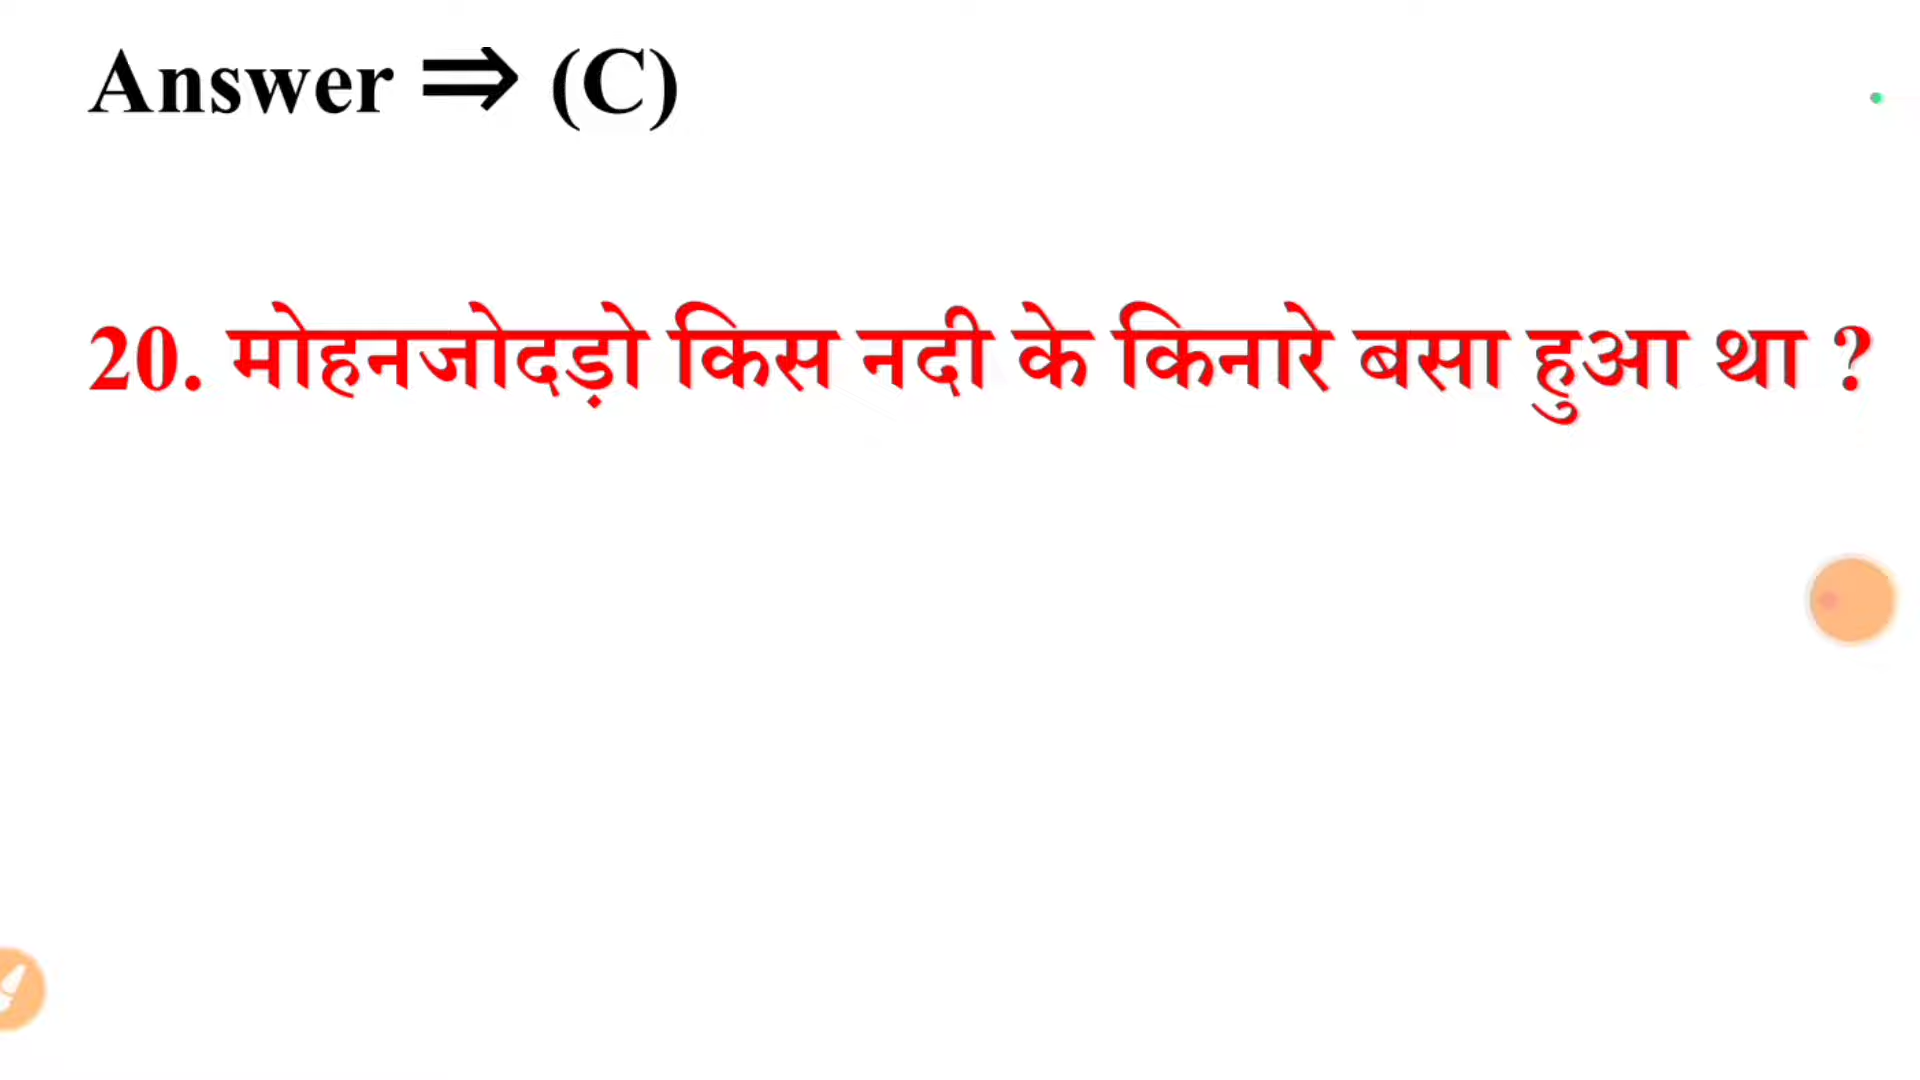 Answer ⇒ (C)
20. मोहनजोदड़ो किस नदी के किनारे बसा हुआ था ?